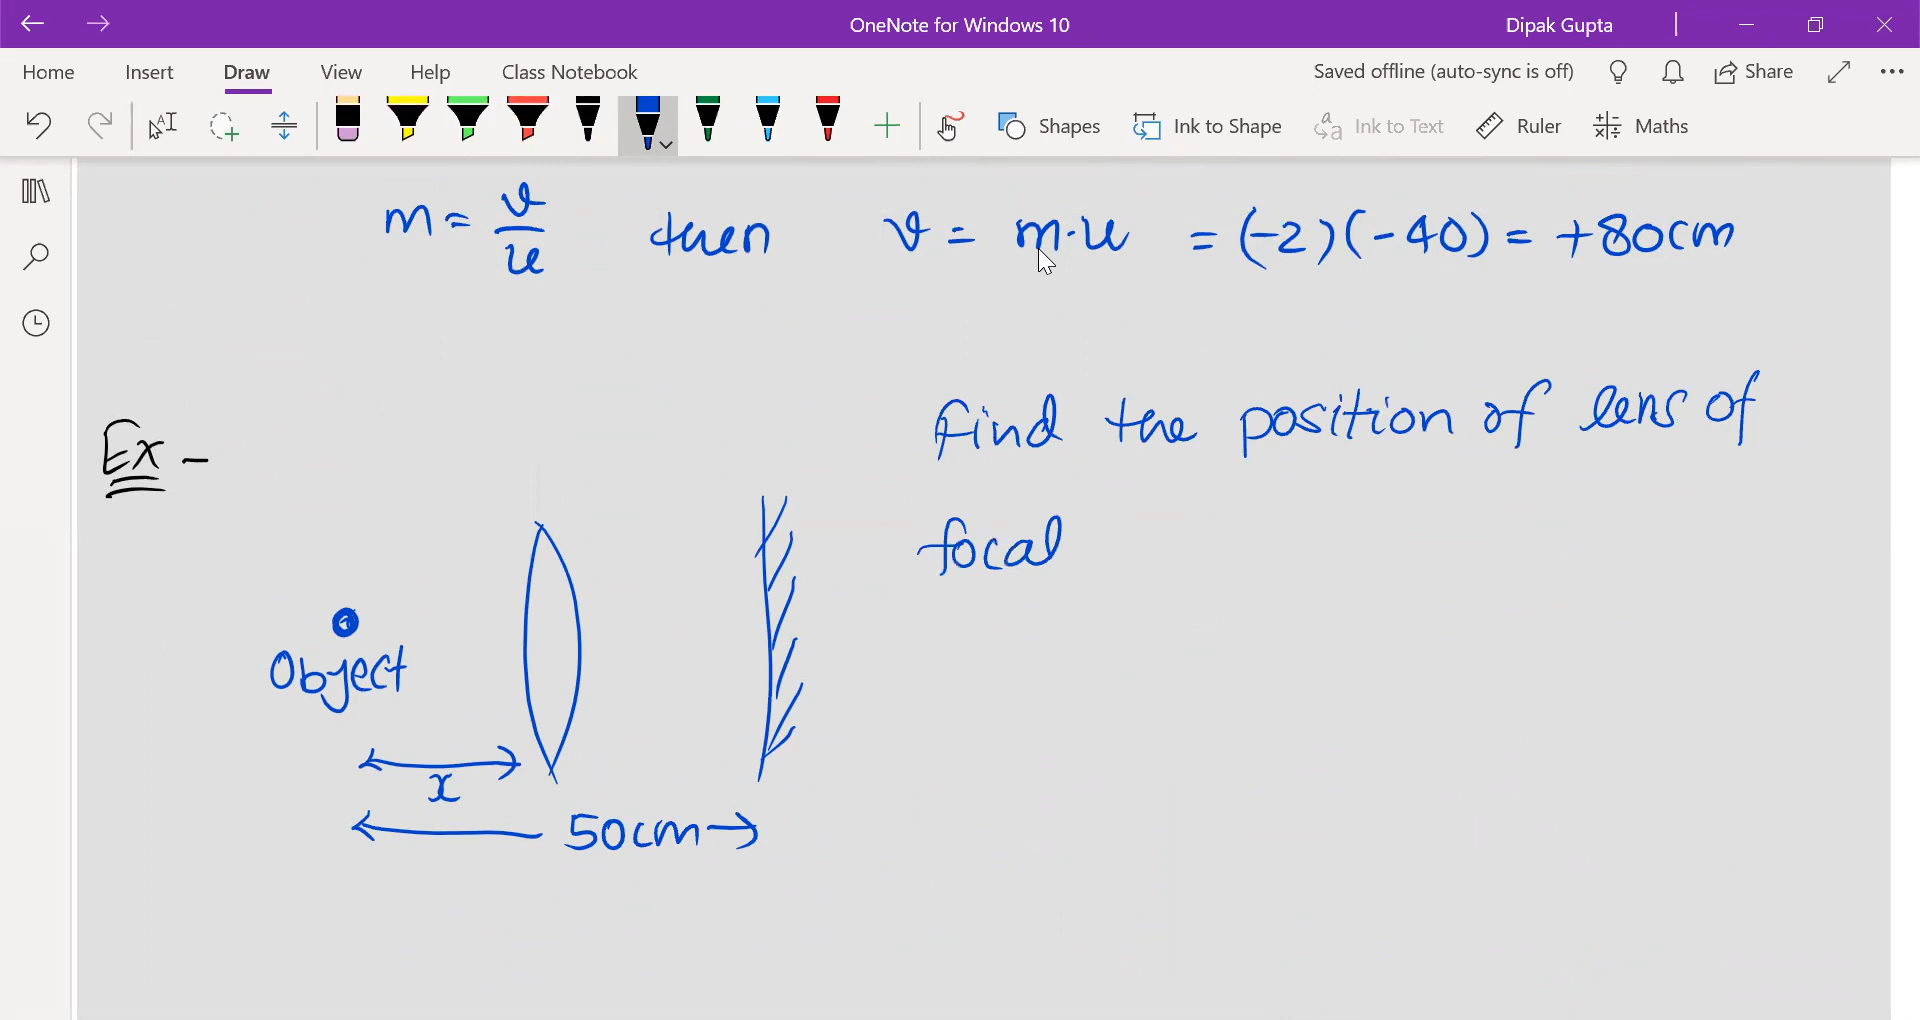 OneNote for Windows 10
Dipak Gupta
Home Insert Draw View Help Class Notebook
Saved offline (auto-sync is off) Share
Shapes Ink to Shape Ink to Text Ruler Maths
m = v/u then v = m·u = (-2)(-40) = +80cm
Find the position of lens of
Ex -
focal
Object
x
50cm